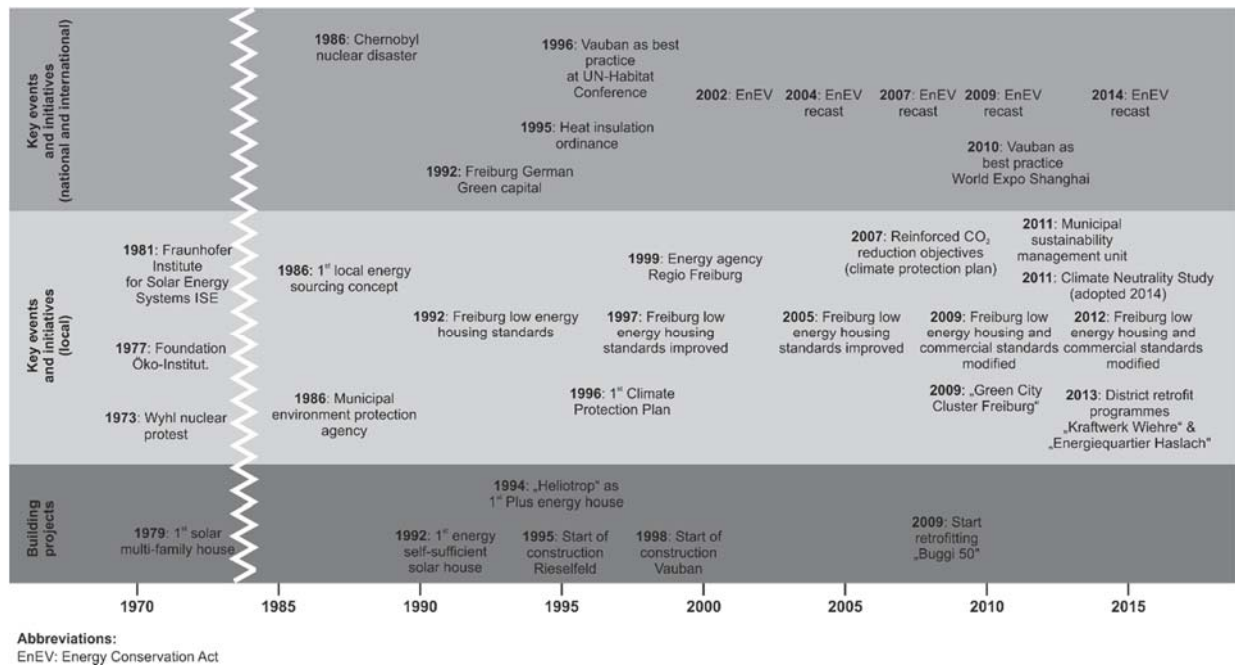 Key events
and initiatives
(national and international)
1986: Chernobyl
nuclear disaster
1996: Vauban as best
practice
at UN-Habitat
Conference
2002: EnEV
2004: EnEV
recast
2007: EnEV
recast
2009: EnEV
recast
2014: EnEV
recast
1995: Heat insulation
ordinance
2010: Vauban as
best practice
World Expo Shanghai
1992: Freiburg German
Green capital
Key events
and initiatives
(local)
1981: Fraunhofer
Institute
for Solar Energy
Systems ISE
1986: 1st local energy
sourcing concept
1999: Energy agency
Regio Freiburg
2007: Reinforced CO₂
reduction objectives
(climate protection plan)
2011: Municipal
sustainability
management unit
2011: Climate Neutrality Study
(adopted 2014)
1992: Freiburg low energy
housing standards
1997: Freiburg low
energy housing
standards improved
2005: Freiburg low
energy housing
standards improved
2009: Freiburg low
energy housing and
commercial standards
modified
2012: Freiburg low
energy housing and
commercial standards
modified
1977: Foundation
Öko-Institut.
1973: Wyhl nuclear
protest
1986: Municipal
environment protection
agency
1996: 1st Climate
Protection Plan
2009: „Green City
Cluster Freiburg“
2013: District retrofit
programmes
„Kraftwerk Wiehre“ &
„Energiequartier Haslach”
Building
projects
1994: „Heliotrop“ as
1st Plus energy house
1979: 1st solar
multi-family house
1992: 1st energy
self-sufficient
solar house
1995: Start of
construction
Rieselfeld
1998: Start of
construction
Vauban
2009: Start
retrofitting
„Buggi 50”
1970
1985
1990
1995
2000
2005
2010
2015
Abbreviations:
EnEV: Energy Conservation Act